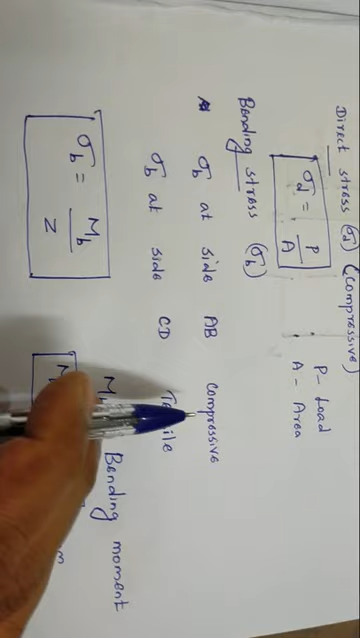 Direct stress (σd) (compressive)
σd = P/A
P - Load
A - Area
Bending stress (σb)
σb at side AB compressive
σb at side CD
σb = Mb/Z
Bending moment